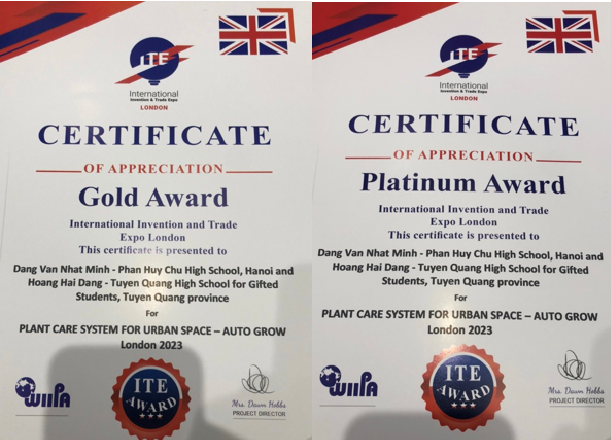 ITE
International
Invention & Trade Expo
LONDON
CERTIFICATE
OF APPRECIATION
Gold Award
International Invention and Trade
Expo London
This certificate is presented to
Dang Van Nhat Minh - Phan Huy Chu High School, Hanoi and
Hoang Hai Dang - Tuyen Quang High School for Gifted
Students, Tuyen Quang province
For
PLANT CARE SYSTEM FOR URBAN SPACE – AUTO GROW
London 2023
WIIPA
ITE
AWARD
Mrs. Dawn Hobbs
PROJECT DIRECTOR
ITE
International
Invention & Trade Expo
LONDON
CERTIFICATE
OF APPRECIATION
Platinum Award
International Invention and Trade
Expo London
This certificate is presented to
Dang Van Nhat Minh - Phan Huy Chu High School, Hanoi and
Hoang Hai Dang - Tuyen Quang High School for Gifted
Students, Tuyen Quang province
For
PLANT CARE SYSTEM FOR URBAN SPACE – AUTO GROW
London 2023
WIIPA
ITE
AWARD
Mrs. Dawn Hobbs
PROJECT DIRECTOR